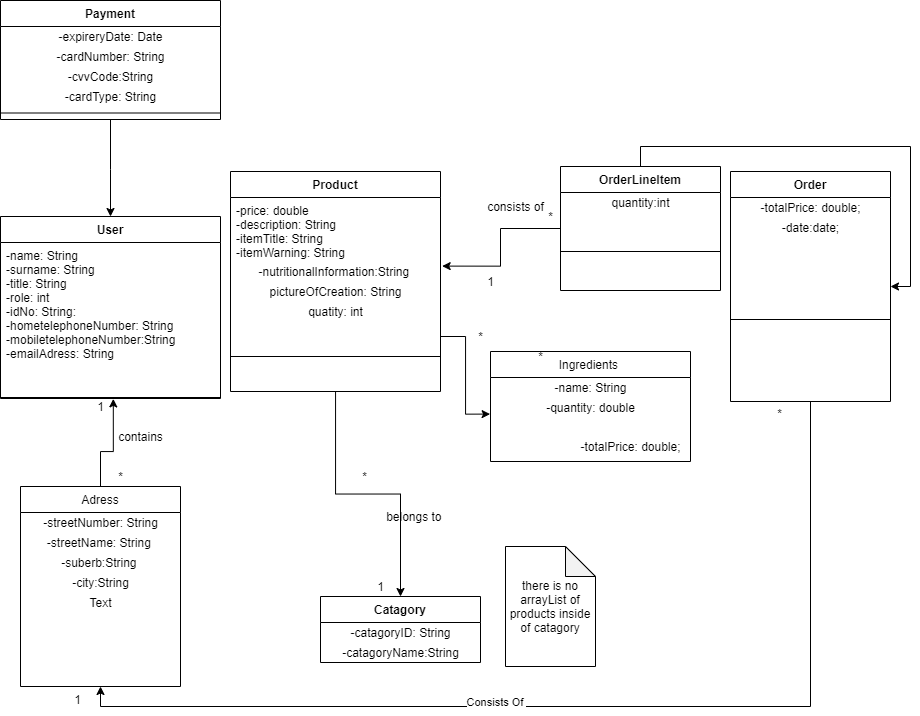 Payment
-expireryDate: Date
-cardNumber: String
-cvvCode:String
-cardType: String
User
-name: String
-surname: String
-title: String
-role: int
-idNo: String:
-hometelephoneNumber: String
-mobiletelephoneNumber:String
-emailAdress: String
1
contains
*
Adress
-streetNumber: String
-streetName: String
-suberb:String
-city:String
Text
1
Product
-price: double
-description: String
-itemTitle: String
-itemWarning: String
-nutritionalInformation:String
pictureOfCreation: String
quatity: int
consists of
*
1
OrderLineItem
quantity:int
Order
-totalPrice: double;
-date:date;
*
*
*
Ingredients
-name: String
-quantity: double
-totalPrice: double;
*
belongs to
1
Catagory
-catagoryID: String
-catagoryName:String
there is no
arrayList of
products inside
of catagory
Consists Of